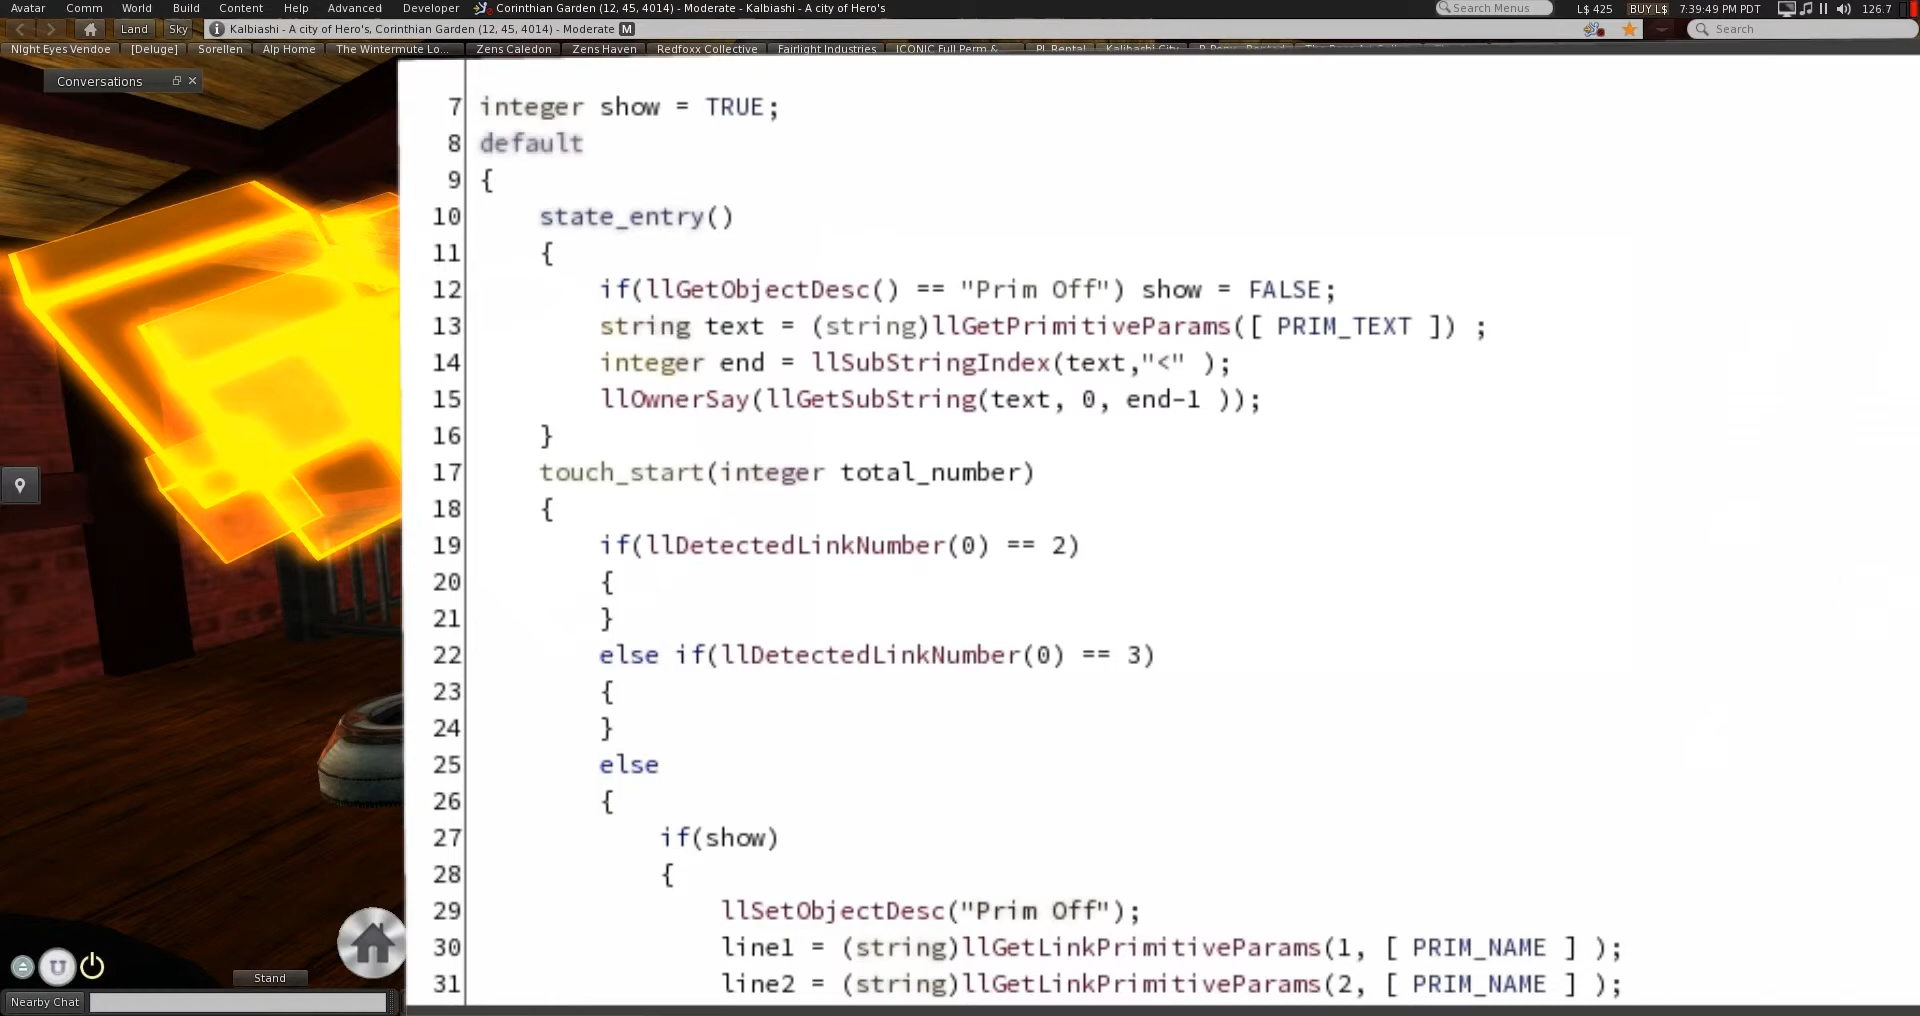 Avatar Comm World Build Content Help Advanced Developer Corinthian Garden (12, 45, 4014) - Moderate - Kalbiashi - A city of Hero's Search Menus L$ 425 BUY L$ 7:39:49 PM PDT 126.7
Land Sky Kalbiashi - A city of Hero's, Corinthian Garden (12, 45, 4014) - Moderate M Search
Night Eyes Vendoe [Deluge] Sorellen Alp Home The Wintermute Lo... Zens Caledon Zens Haven Redfoxx Collective Fairlight Industries ICONIC Full Perm &
Conversations
7 integer show = TRUE;
8 default
9 {
10 state_entry()
11 {
12 if(llGetObjectDesc() == "Prim Off") show = FALSE;
13 string text = (string)llGetPrimitiveParams([ PRIM_TEXT ]) ;
14 integer end = llSubStringIndex(text,"<" );
15 llOwnerSay(llGetSubString(text, 0, end-1 ));
16 }
17 touch_start(integer total_number)
18 {
19 if(llDetectedLinkNumber(0) == 2)
20 {
21 }
22 else if(llDetectedLinkNumber(0) == 3)
23 {
24 }
25 else
26 {
27 if(show)
28 {
29 llSetObjectDesc("Prim Off");
30 line1 = (string)llGetLinkPrimitiveParams(1, [ PRIM_NAME ] );
31 line2 = (string)llGetLinkPrimitiveParams(2, [ PRIM_NAME ] );
Stand
Nearby Chat